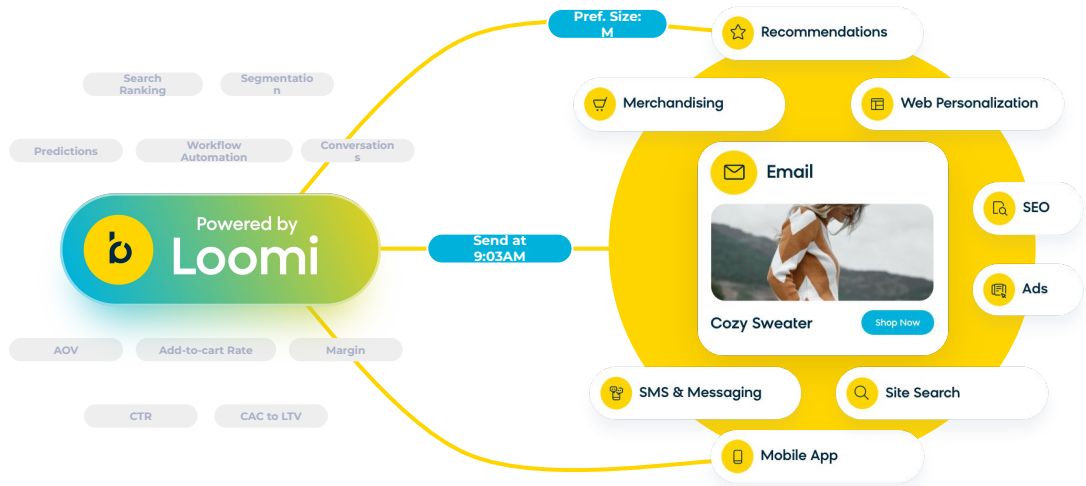 Pref. Size:
M
Recommendations
Search
Ranking
Segmentatio
n
Merchandising
Web Personalization
Predictions
Workflow
Automation
Conversation
s
Email
Powered by
Loomi
Send at
9:03AM
SEO
Ads
Cozy Sweater
Shop Now
AOV
Add-to-cart Rate
Margin
SMS & Messaging
Site Search
CTR
CAC to LTV
Mobile App